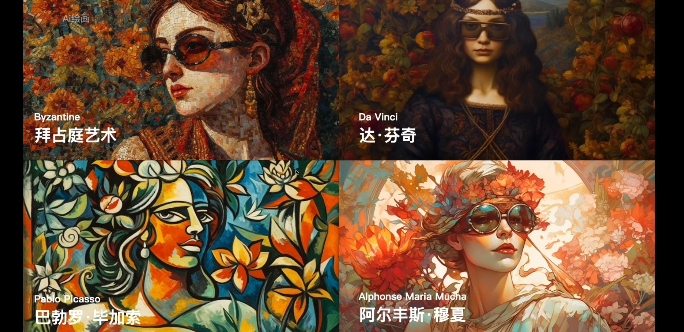 AI绘画
Byzantine
拜占庭艺术
Da Vinci
达·芬奇
Pablo Picasso
巴勃罗·毕加索
Alphonse Maria Mucha
阿尔丰斯·穆夏